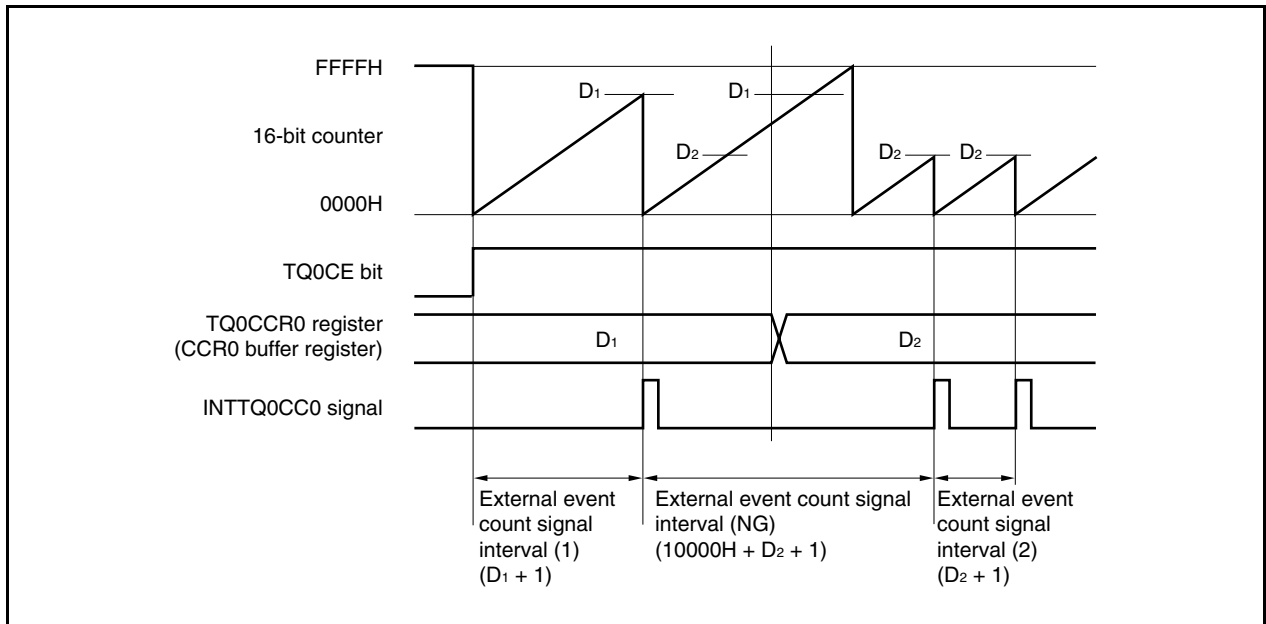 FFFFH
D1
D1
16-bit counter
D2
D2
D2
0000H
TQ0CE bit
TQ0CCR0 register
(CCR0 buffer register)
D1
D2
INTTQ0CC0 signal
External event
count signal
interval (1)
(D1 + 1)
External event count signal
interval (NG)
(10000H + D2 + 1)
External event
count signal
interval (2)
(D2 + 1)